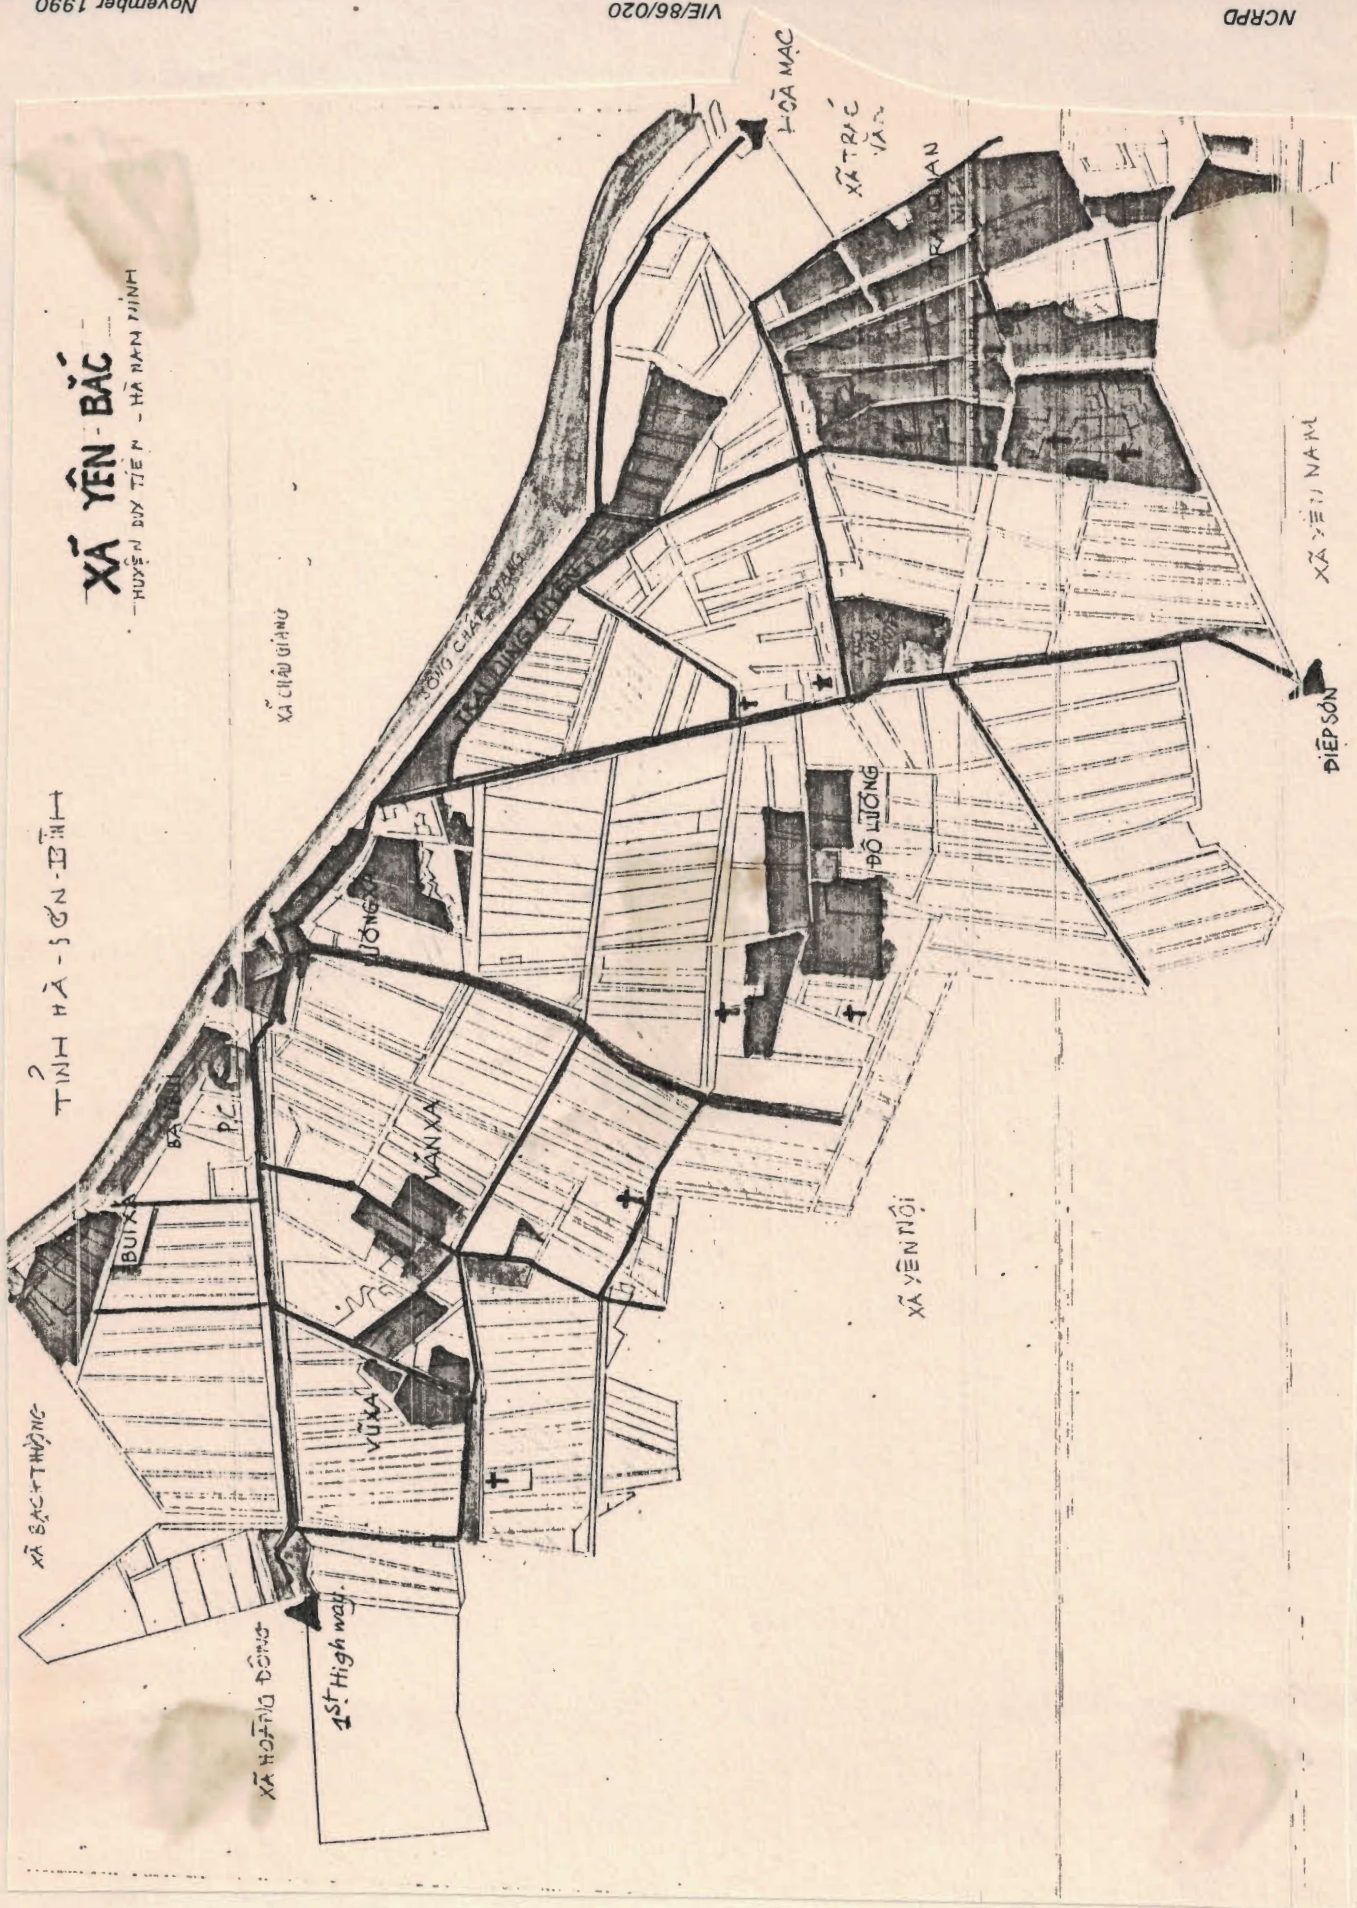 November 1990
VIE/86/020
NCRPD
XÃ YÊN-BẮC
HUYỆN DUY TIÊN - HÀ NAM NINH
TỈNH HÀ-SƠN-BÌNH
XÃ CHÂU GIANG
HOÀ MẠC
XÃ TRÁC
VĂN
SÔNG CHÂU GIANG
XÃ YÊN NAM
ĐIỆP SƠN
ĐÔ LƯƠNG
LƯƠNG XÁ
P.C
VĂN XA
BÙI XÁ
VŨ XÁ
XÃ YÊN NỘI
XÃ BẠCH THƯỢNG
XÃ HOÀNG ĐÔNG
1ST. Highway.